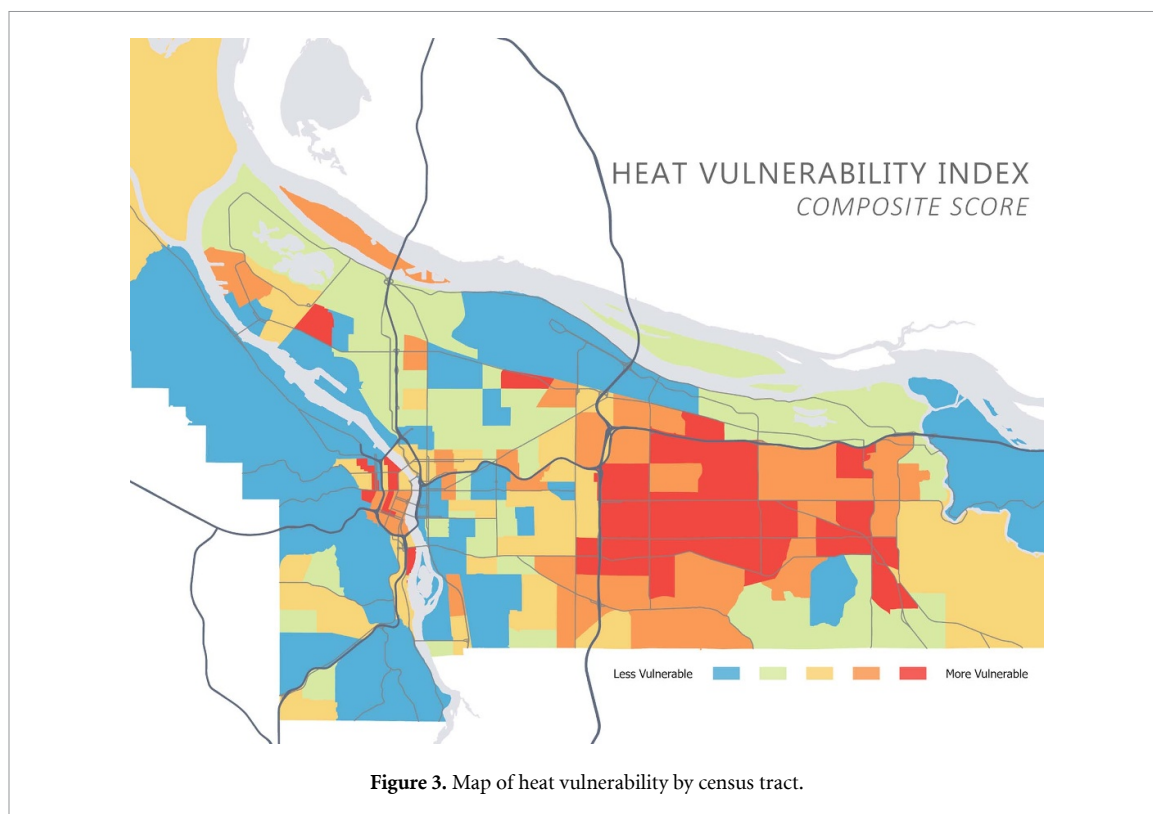 HEAT VULNERABILITY INDEX
COMPOSITE SCORE
Less Vulnerable More Vulnerable
Figure 3. Map of heat vulnerability by census tract.